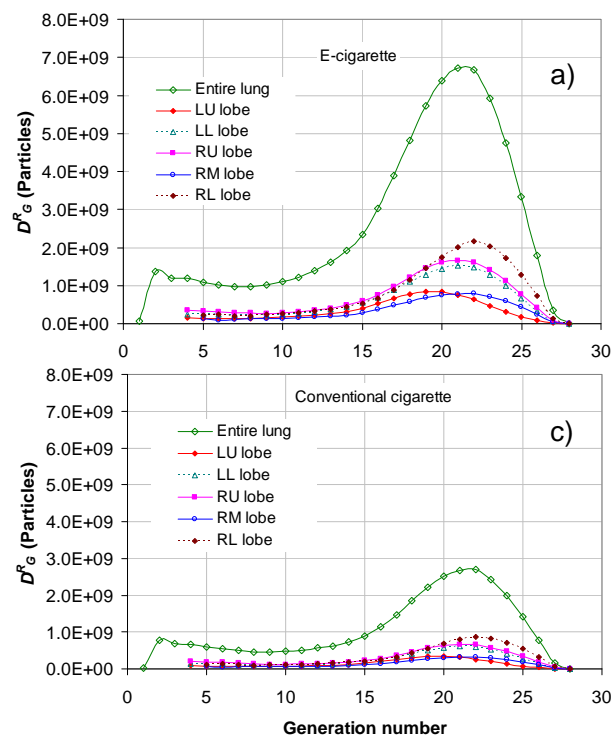 8.0E+09
E-cigarette
a)
7.0E+09
Entire lung
6.0E+09
LU lobe
LL lobe
5.0E+09
RU lobe
4.0E+09
RM lobe
RL lobe
3.0E+09
2.0E+09
1.0E+09
0.0E+00
D^R_G (Particles)
0 5 10 15 20 25 30
8.0E+09
Conventional cigarette
c)
7.0E+09
Entire lung
6.0E+09
LU lobe
LL lobe
5.0E+09
RU lobe
4.0E+09
RM lobe
RL lobe
3.0E+09
2.0E+09
1.0E+09
0.0E+00
D^R_G (Particles)
0 5 10 15 20 25 30
Generation number